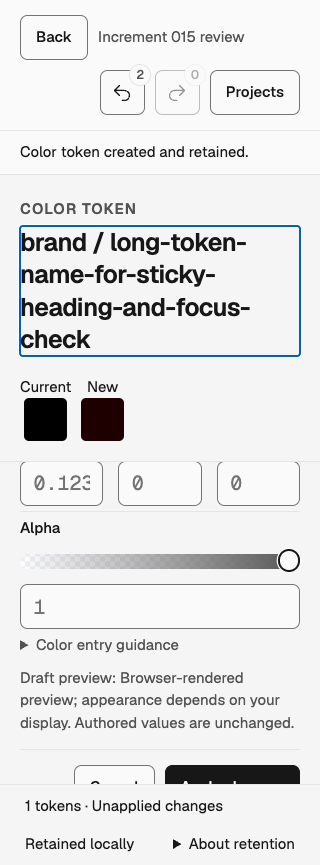 Back
Increment 015 review
2
0
Projects
Color token created and retained.
COLOR TOKEN
brand / long-token-
name-for-sticky-
heading-and-focus-
check
Current New
0.123 0 0
Alpha
1
Color entry guidance
Draft preview: Browser-rendered
preview; appearance depends on your
display. Authored values are unchanged.
1 tokens · Unapplied changes
Retained locally
About retention